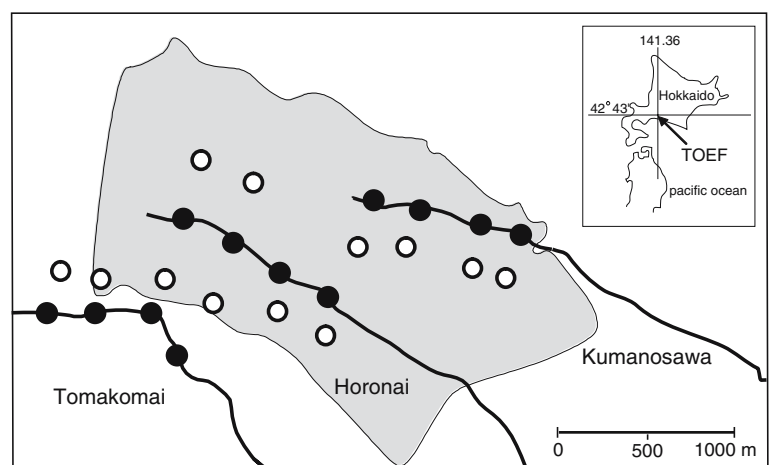 141.36
Hokkaido
42°43'
TOEF
pacific ocean
Kumanosawa
Horonai
Tomakomai
0 500 1000 m